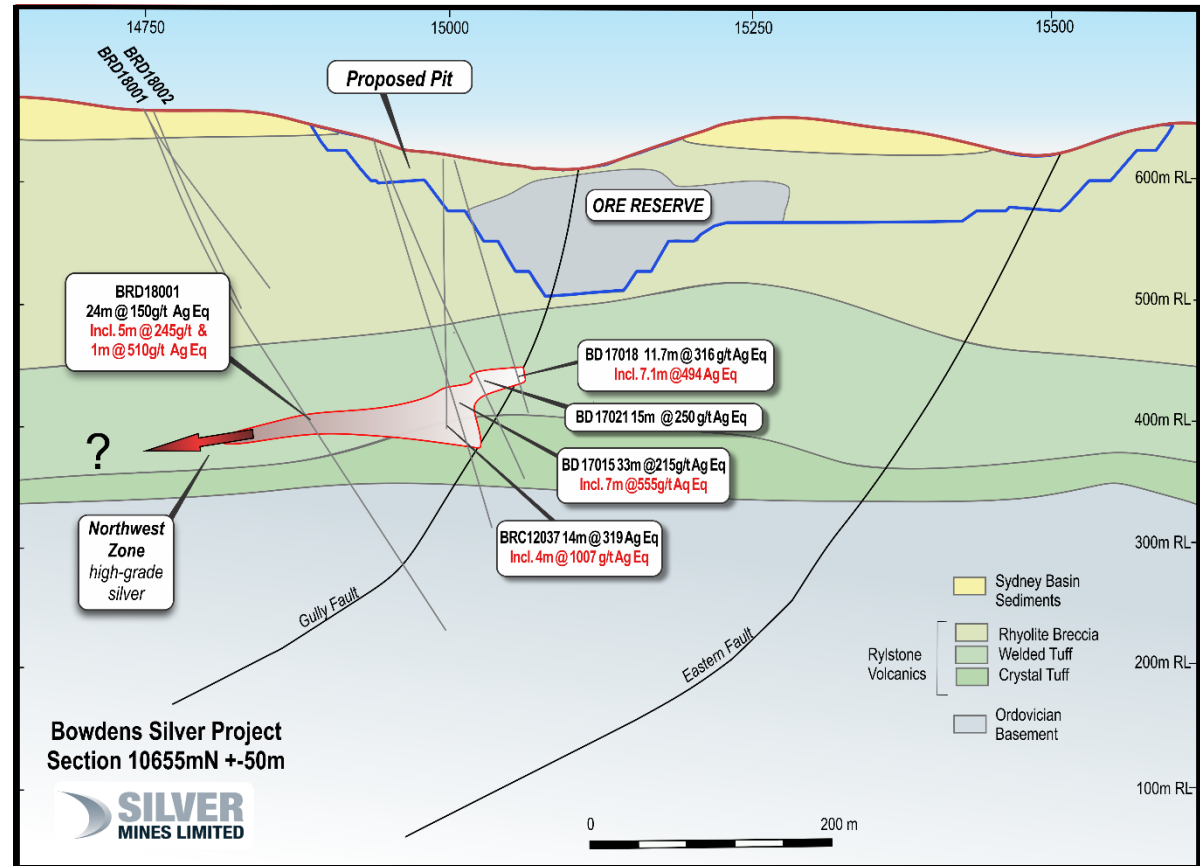 14750
15000
15250
15500
BRD18002
BRD18001
Proposed Pit
600m RL
ORE RESERVE
BRD18001
24m @ 150g/t Ag Eq
Incl. 5m @ 245g/t &
1m @ 510g/t Ag Eq
500m RL
BD 17018 11.7m @ 316 g/t Ag Eq
Incl. 7.1m @494 Ag Eq
BD 17021 15m @ 250 g/t Ag Eq
400m RL
?
BD 17015 33m @215g/t Ag Eq
Incl. 7m @555g/t Aq Eq
Northwest
Zone
high-grade
silver
BRC12037 14m @ 319 Ag Eq
Incl. 4m @ 1007 g/t Ag Eq
300m RL
Gully Fault
Eastern Fault
Sydney Basin
Sediments
Rylstone
Volcanics
Rhyolite Breccia
Welded Tuff
Crystal Tuff
200m RL
Ordovician
Basement
Bowdens Silver Project
Section 10655mN +-50m
100m RL
SILVER
MINES LIMITED
0
200 m